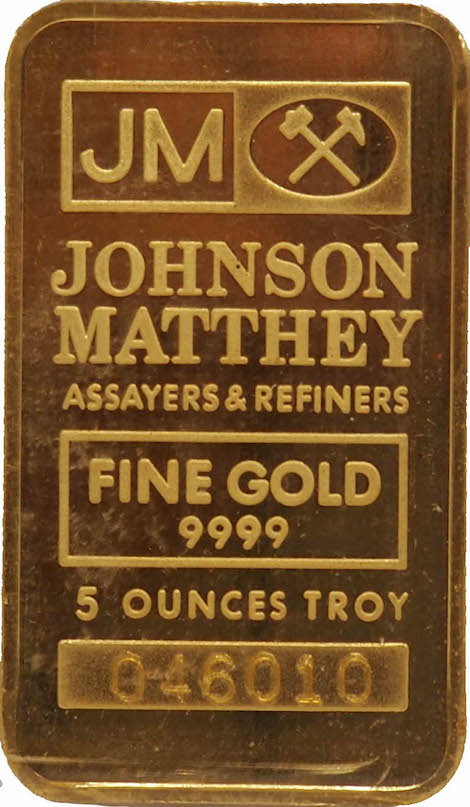 JM
JOHNSON
MATTHEY
ASSAYERS & REFINERS
FINE GOLD
9999
5 OUNCES TROY
046010